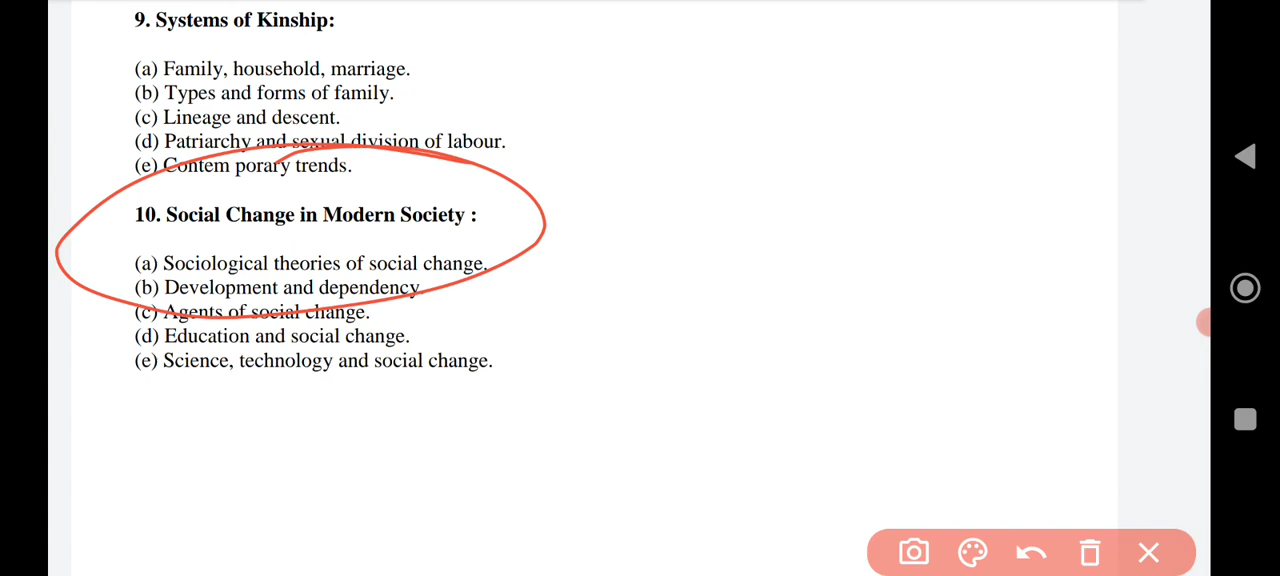 9. Systems of Kinship:
(a) Family, household, marriage.
(b) Types and forms of family.
(c) Lineage and descent.
(d) Patriarchy and sexual division of labour.
(e) Contem porary trends.
10. Social Change in Modern Society :
(a) Sociological theories of social change.
(b) Development and dependency.
(c) Agents of social change.
(d) Education and social change.
(e) Science, technology and social change.